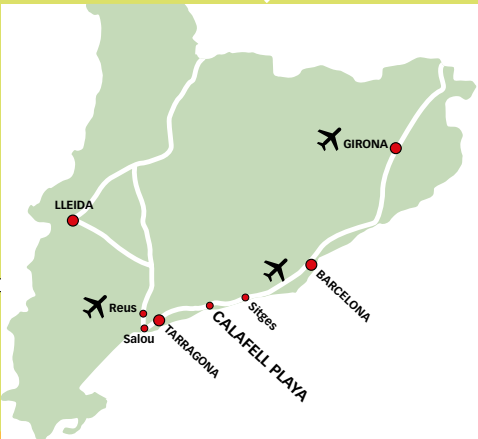 GIRONA
LLEIDA
BARCELONA
Sitges
Reus
CALAFELL PLAYA
Salou
TARRAGONA